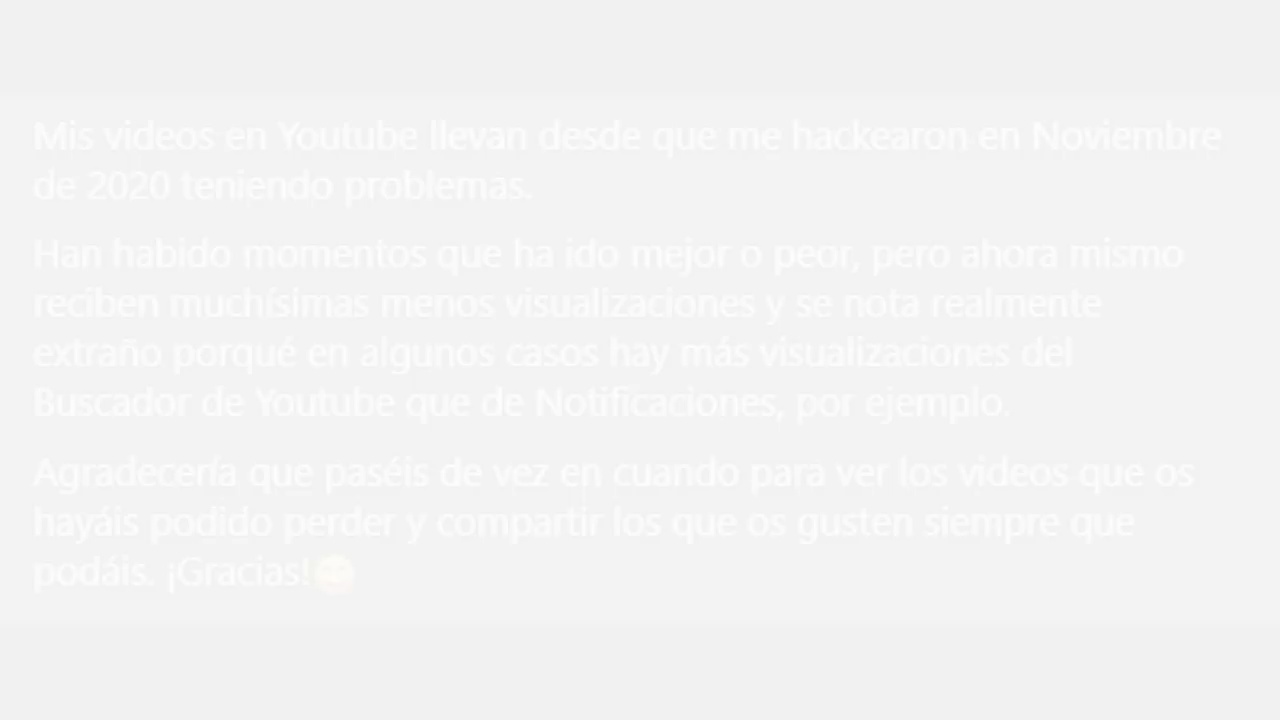 Mis videos en Youtube llevan desde que me hackearon en Noviembre
de 2020 teniendo problemas.
Han habido momentos que ha ido mejor o peor, pero ahora mismo
reciben muchísimas menos visualizaciones y se nota realmente
extraño porqué en algunos casos hay más visualizaciones del
Buscador de Youtube que de Notificaciones, por ejemplo.
Agradecería que paséis de vez en cuando para ver los videos que os
hayáis podido perder y compartir los que os gusten siempre que
podáis. ¡Gracias!😊